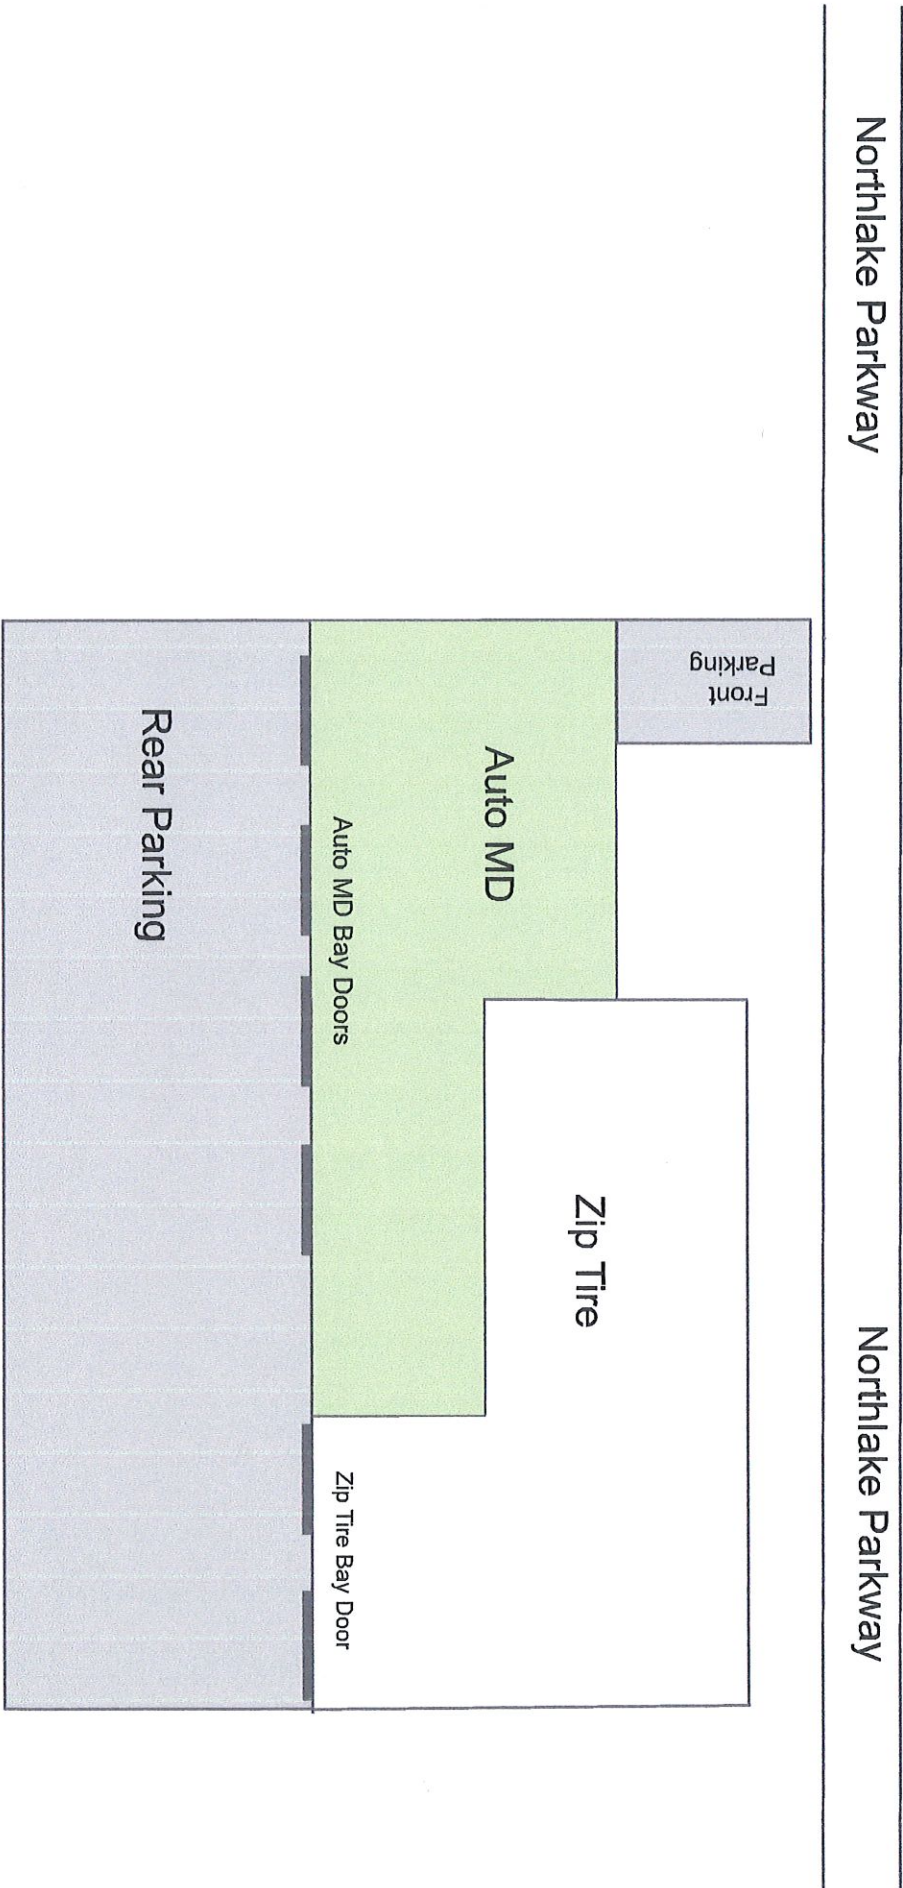 Northlake Parkway
Northlake Parkway
Front
Parking
Zip Tire
Auto MD
Auto MD Bay Doors
Zip Tire Bay Door
Rear Parking